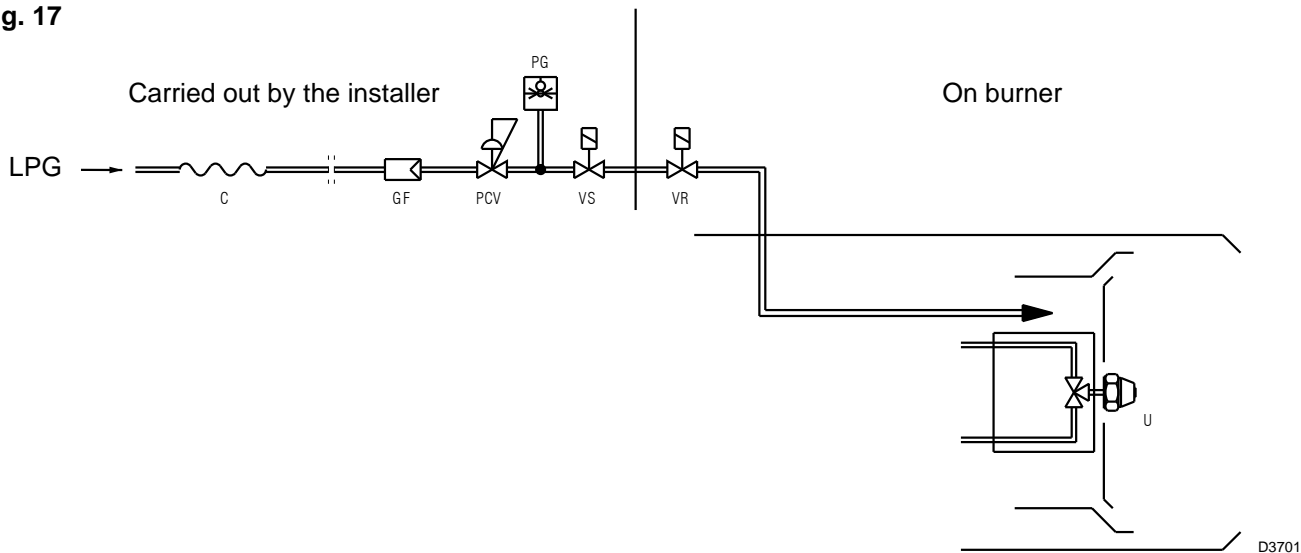 g. 17
PG
Carried out by the installer
On burner
LPG
C
GF
PCV
VS
VR
U
D3701